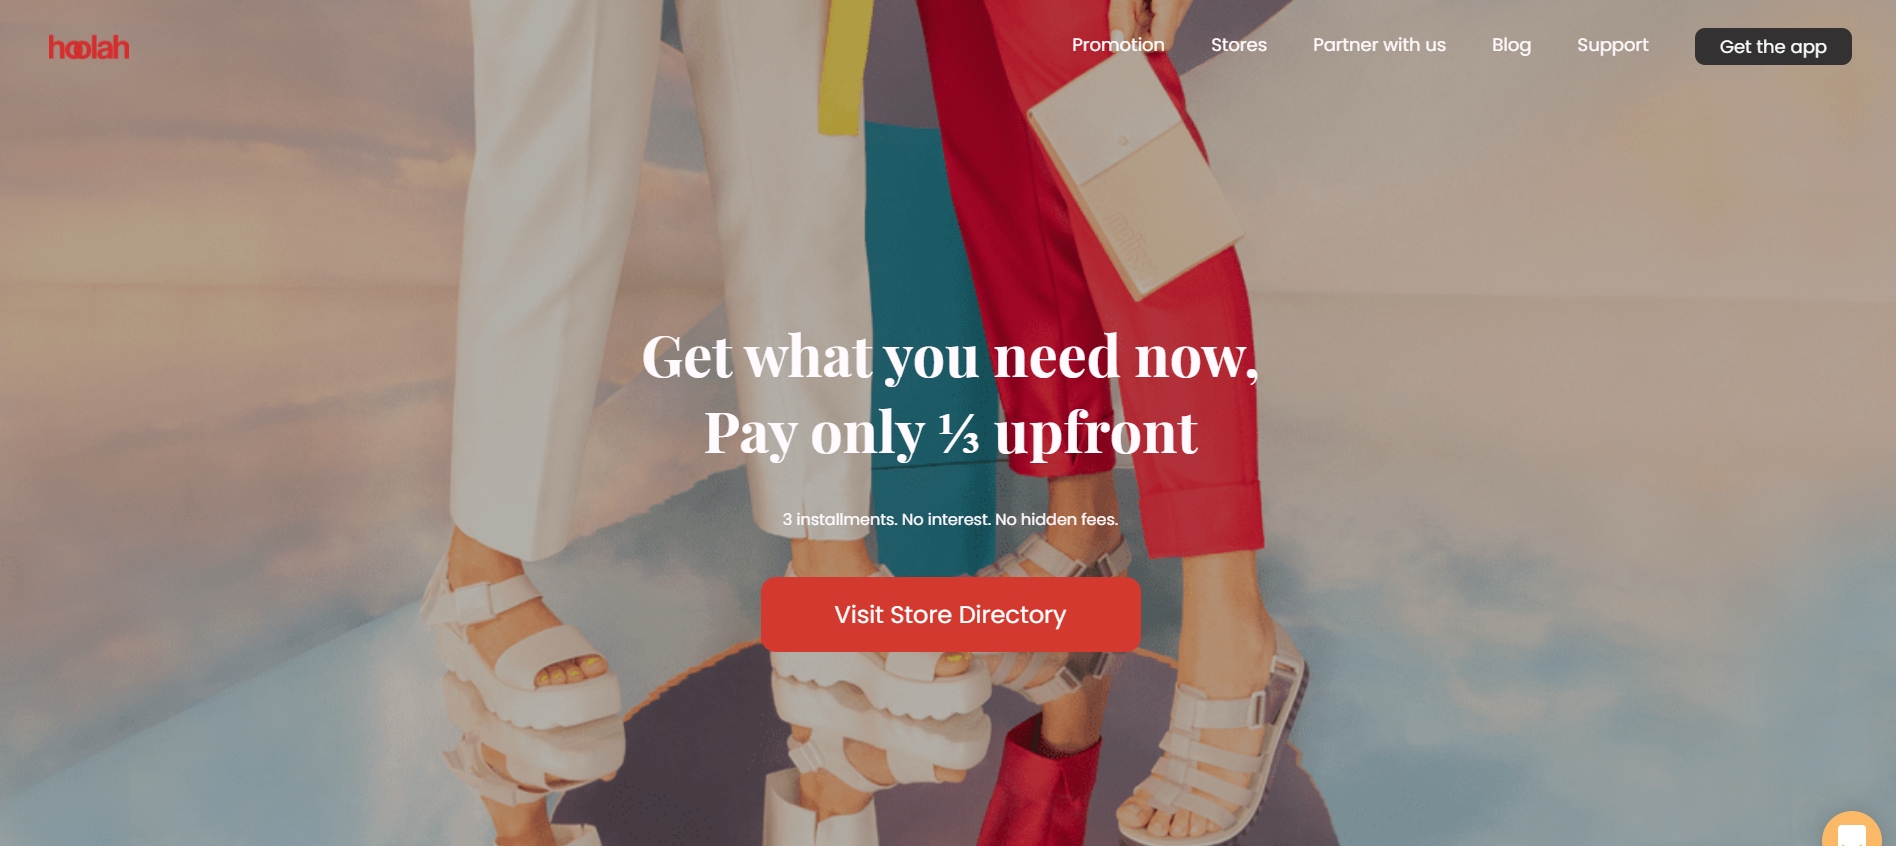 hoolah
Promotion Stores Partner with us Blog Support Get the app
Get what you need now,
Pay only ⅓ upfront
3 installments. No interest. No hidden fees.
Visit Store Directory